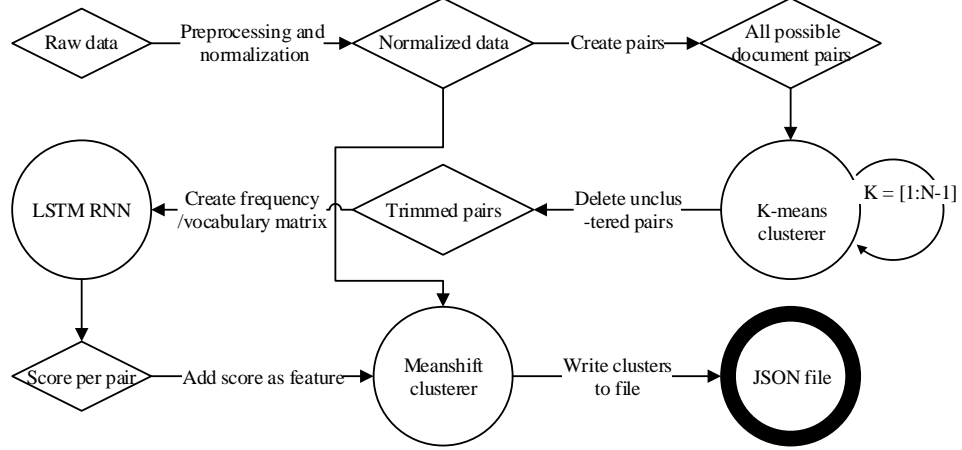 Raw data
Preprocessing and
normalization
Normalized data
Create pairs
All possible
document pairs
LSTM RNN
Create frequency
/vocabulary matrix
Trimmed pairs
Delete unclus
-tered pairs
K-means
clusterer
K = [1:N-1]
Score per pair
Add score as feature
Meanshift
clusterer
Write clusters
to file
JSON file